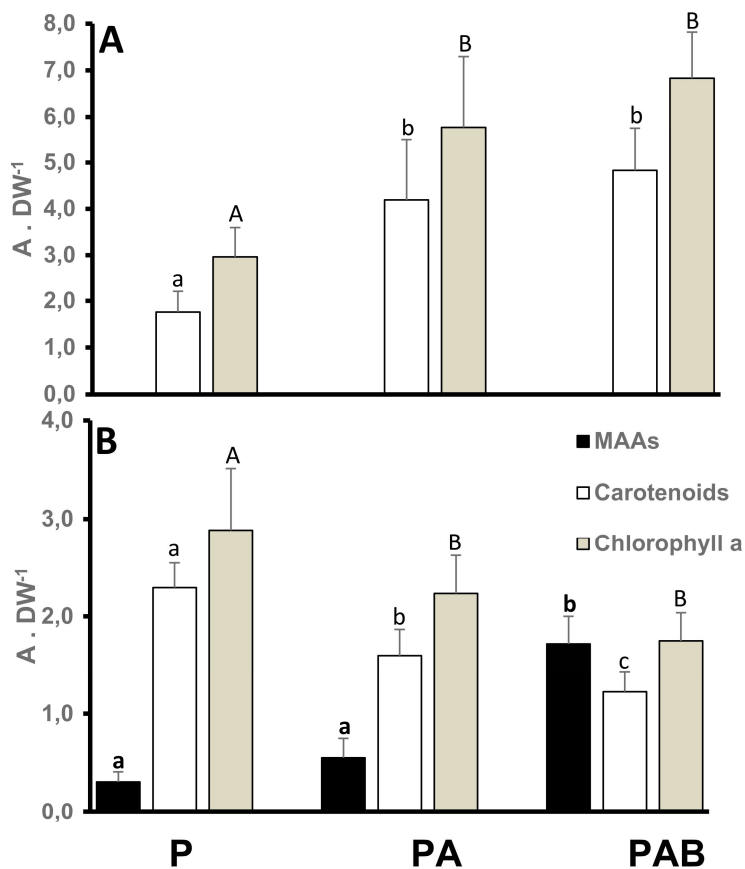 A
8,0
7,0
6,0
5,0
4,0
3,0
2,0
1,0
0,0
A . DW-1
a
A
b
B
b
B
B
4,0
3,0
2,0
1,0
0,0
A . DW-1
MAAs
Carotenoids
Chlorophyll a
a
a
A
a
b
B
b
c
B
P
PA
PAB